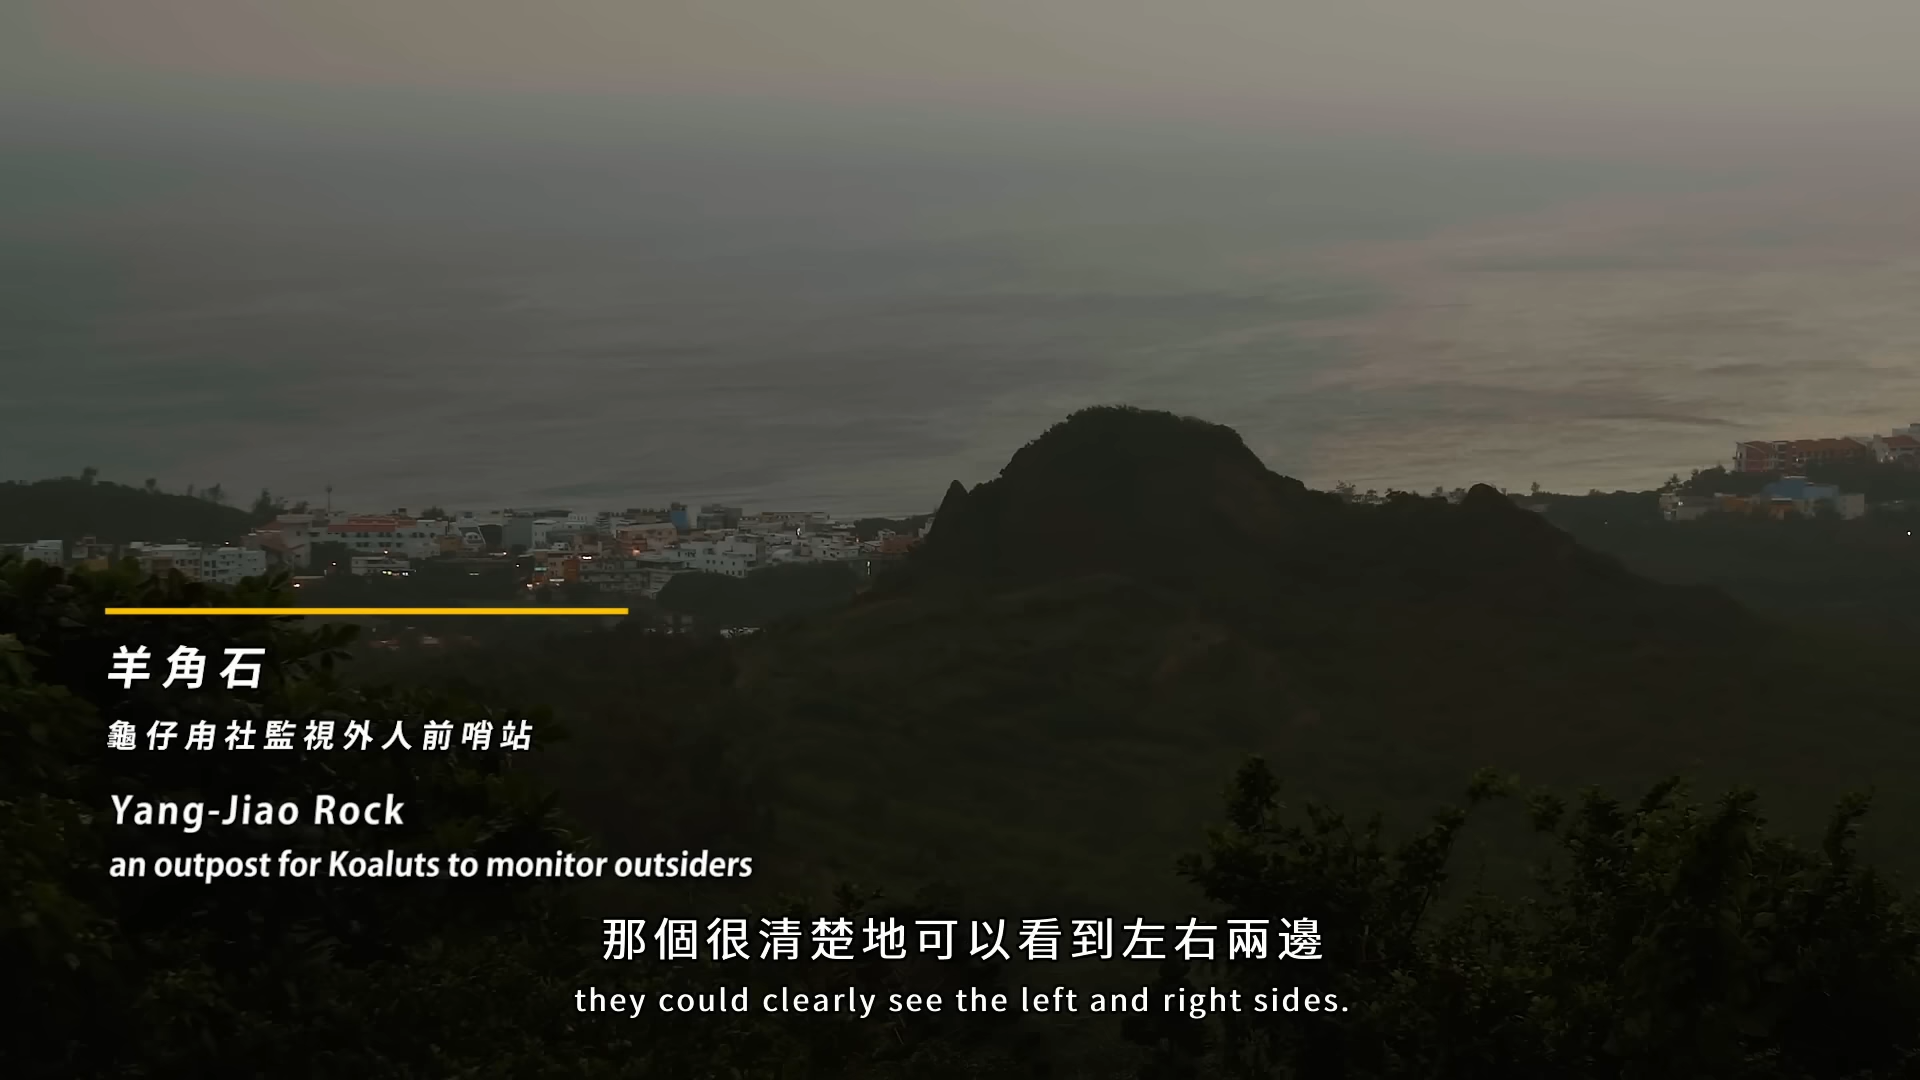 羊角石
龜仔甪社監視外人前哨站
Yang-Jiao Rock
an outpost for Koaluts to monitor outsiders
那個很清楚地可以看到左右兩邊
they could clearly see the left and right sides.